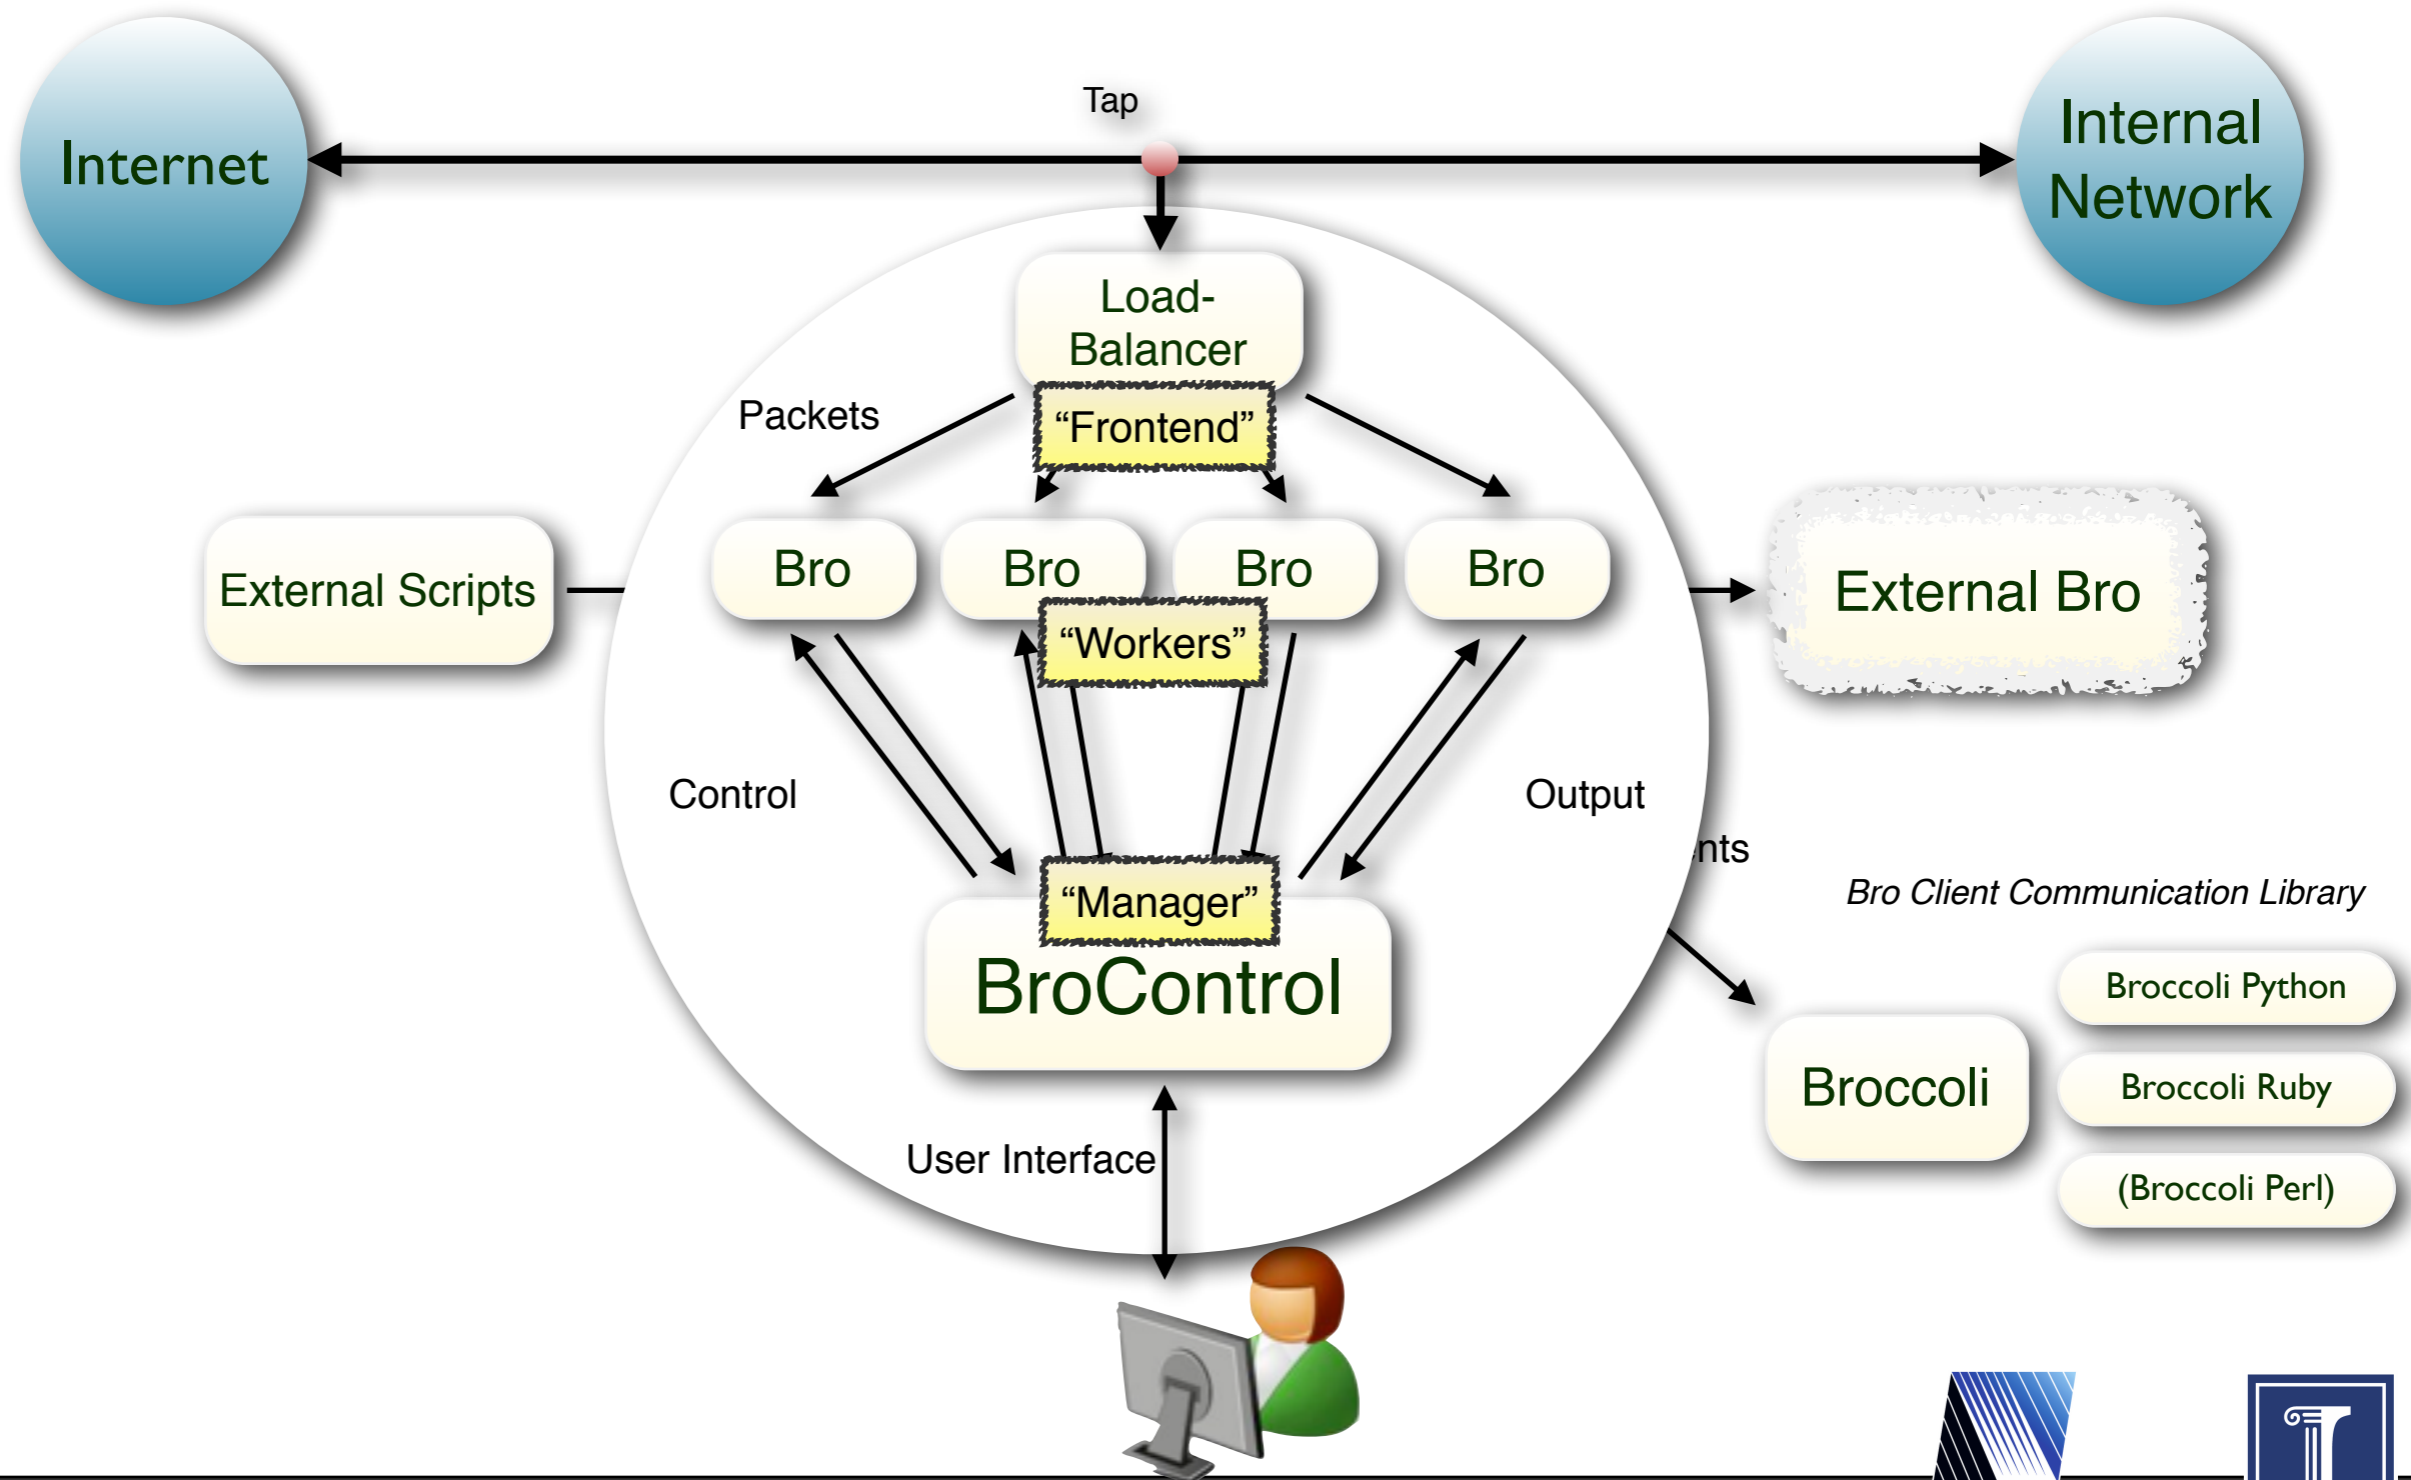 Tap
Internet
Internal
Network
Load-
Balancer
Packets
“Frontend”
External Scripts
Bro
Bro
Bro
Bro
External Bro
“Workers”
Control
Output
nts
“Manager”
Bro Client Communication Library
BroControl
Broccoli Python
Broccoli
Broccoli Ruby
User Interface
(Broccoli Perl)